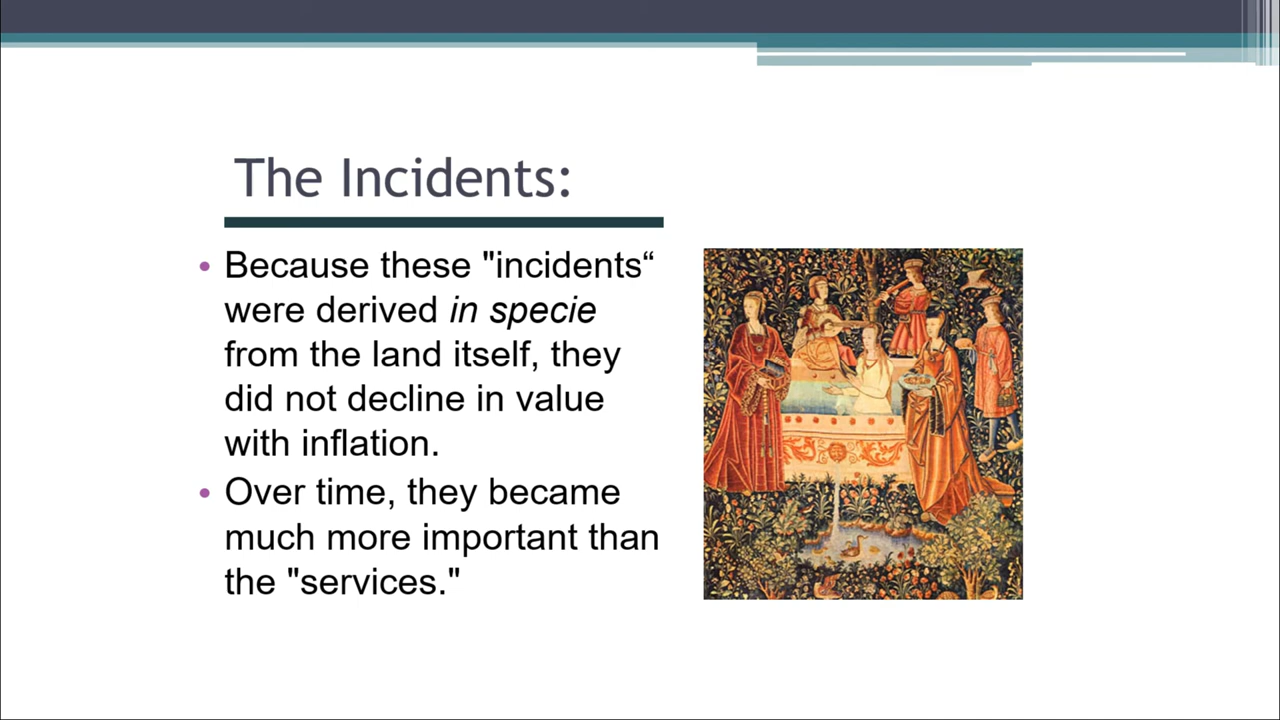 The Incidents:
• Because these "incidents“
were derived in specie
from the land itself, they
did not decline in value
with inflation.
• Over time, they became
much more important than
the "services."